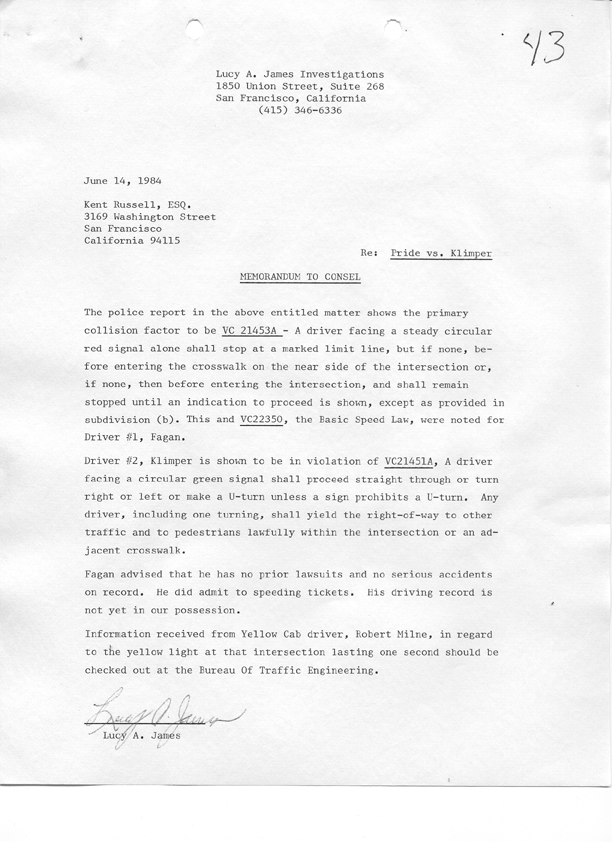 43
Lucy A. James Investigations
1850 Union Street, Suite 268
San Francisco, California
(415) 346-6336
June 14, 1984
Kent Russell, ESQ.
3169 Washington Street
San Francisco
California 94115
Re: Pride vs. Klimper
MEMORANDUM TO CONSEL
The police report in the above entitled matter shows the primary
collision factor to be VC 21453A - A driver facing a steady circular
red signal alone shall stop at a marked limit line, but if none, be-
fore entering the crosswalk on the near side of the intersection or,
if none, then before entering the intersection, and shall remain
stopped until an indication to proceed is shown, except as provided in
subdivision (b). This and VC22350, the Basic Speed Law, were noted for
Driver #1, Fagan.
Driver #2, Klimper is shown to be in violation of VC21451A, A driver
facing a circular green signal shall proceed straight through or turn
right or left or make a U-turn unless a sign prohibits a U-turn. Any
driver, including one turning, shall yield the right-of-way to other
traffic and to pedestrians lawfully within the intersection or an ad-
jacent crosswalk.
Fagan advised that he has no prior lawsuits and no serious accidents
on record. He did admit to speeding tickets. His driving record is
not yet in our possession.
Information received from Yellow Cab driver, Robert Milne, in regard
to the yellow light at that intersection lasting one second should be
checked out at the Bureau Of Traffic Engineering.
Lucy A. James
Lucy A. James